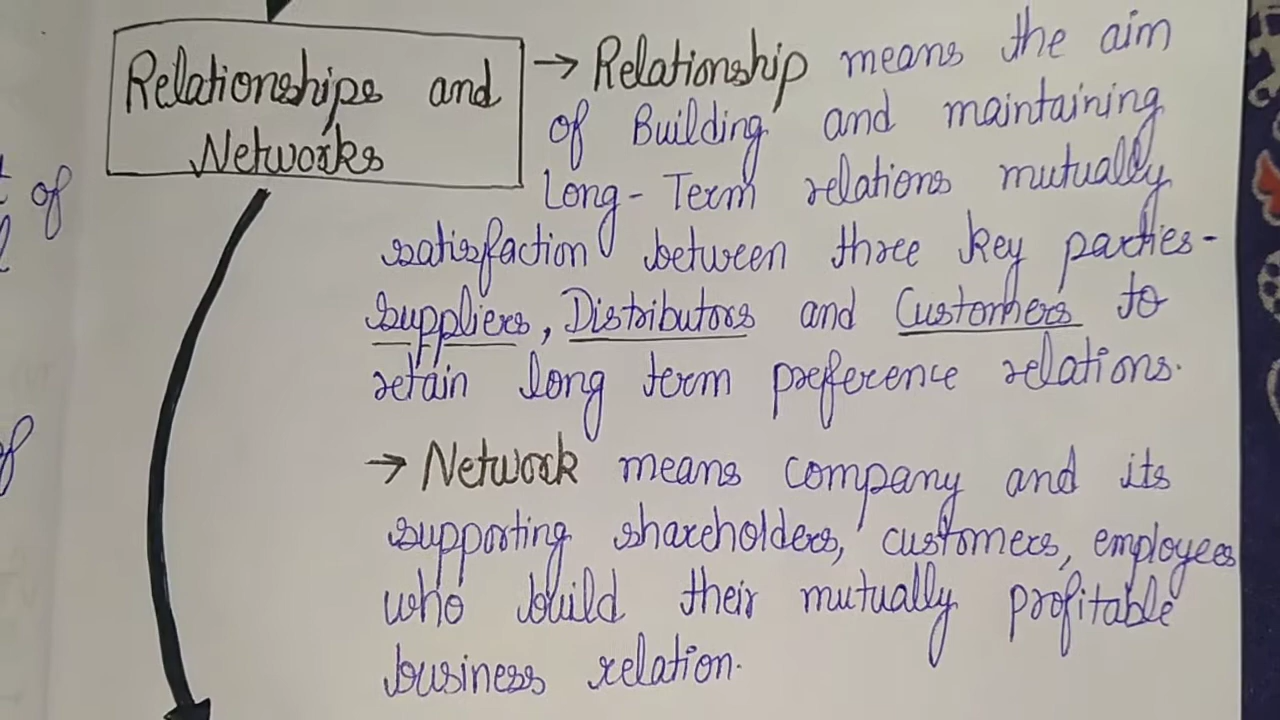 Relationships and
Networks
→ Relationship means the aim
of Building and maintaining
Long-Term relations mutually
satisfaction between three key parties-
suppliers, Distributors and Customers to
retain long term preference relations.
→ Network means company and its
supporting shareholders, customers, employees
who build their mutually profitable
business relation.
of
of